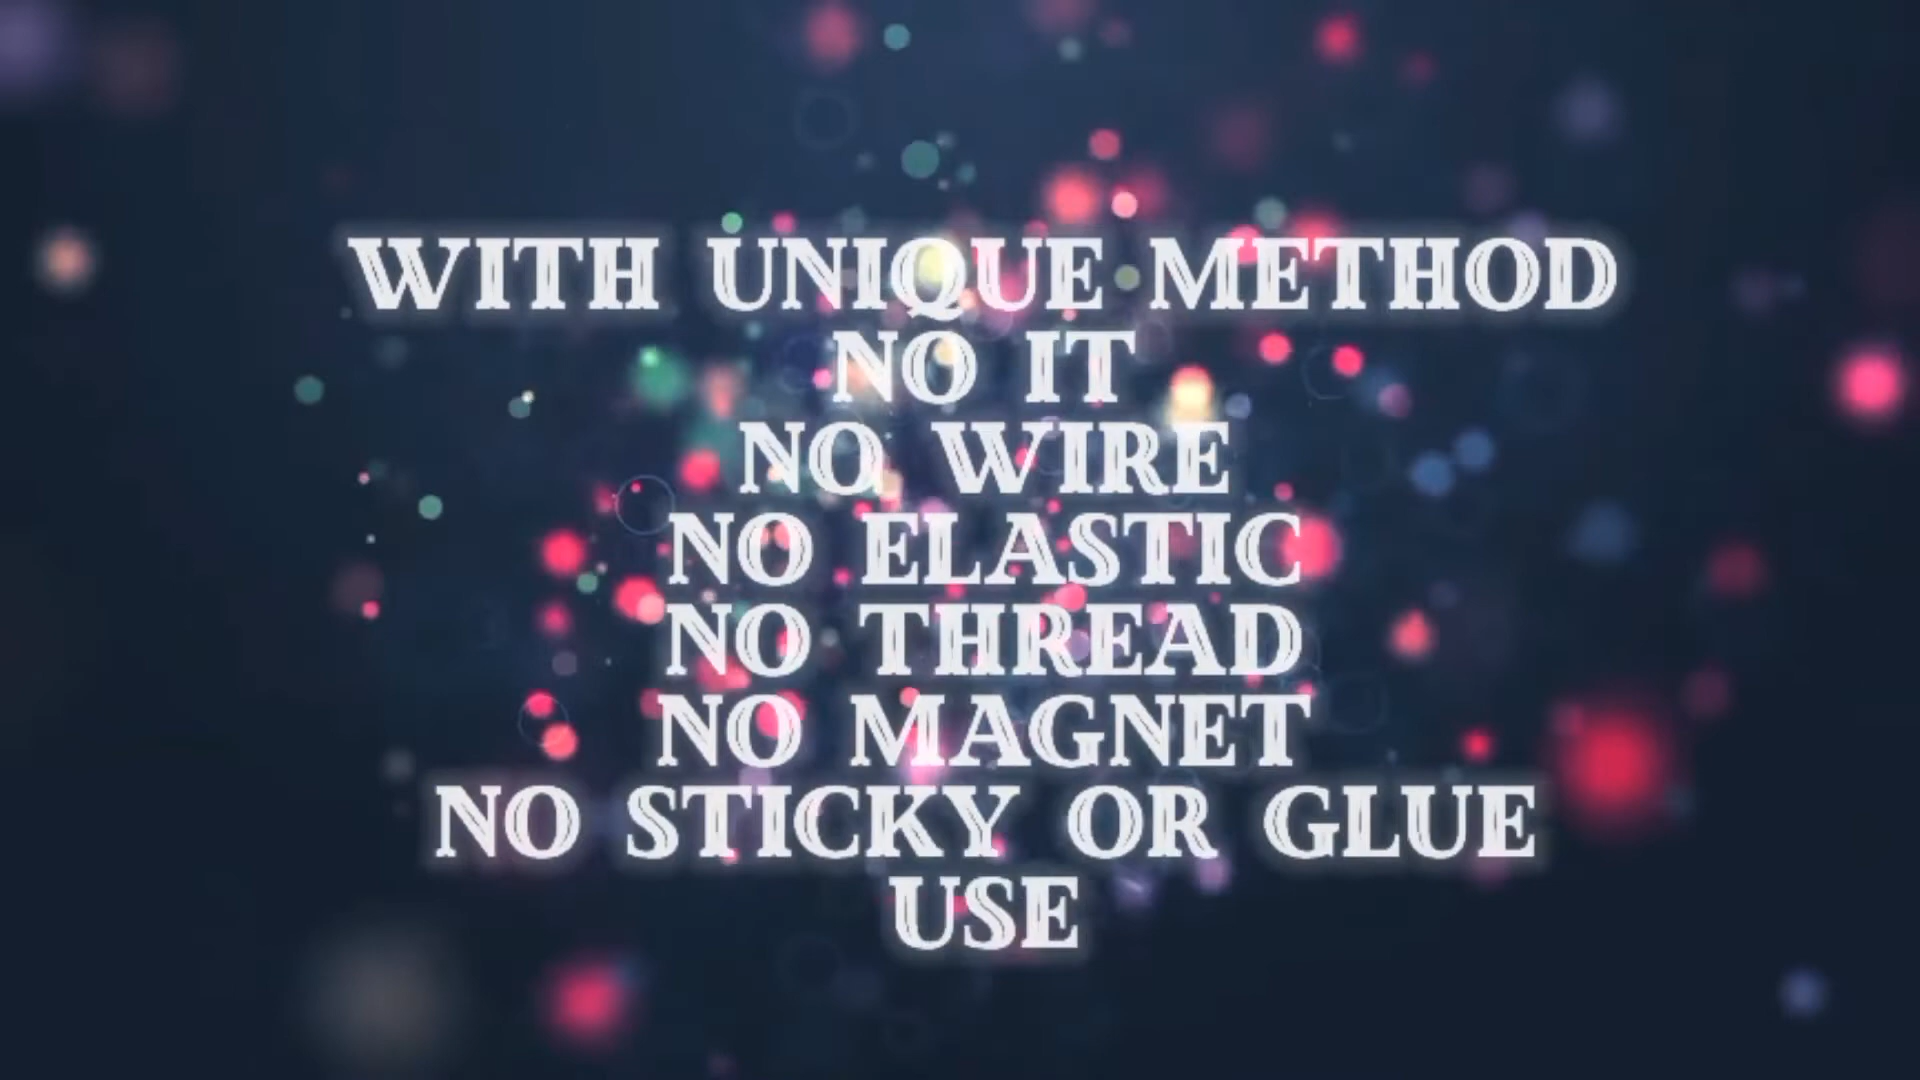 WITH UNIQUE METHOD
NO IT
NO WIRE
NO ELASTIC
NO THREAD
NO MAGNET
NO STICKY OR GLUE
USE